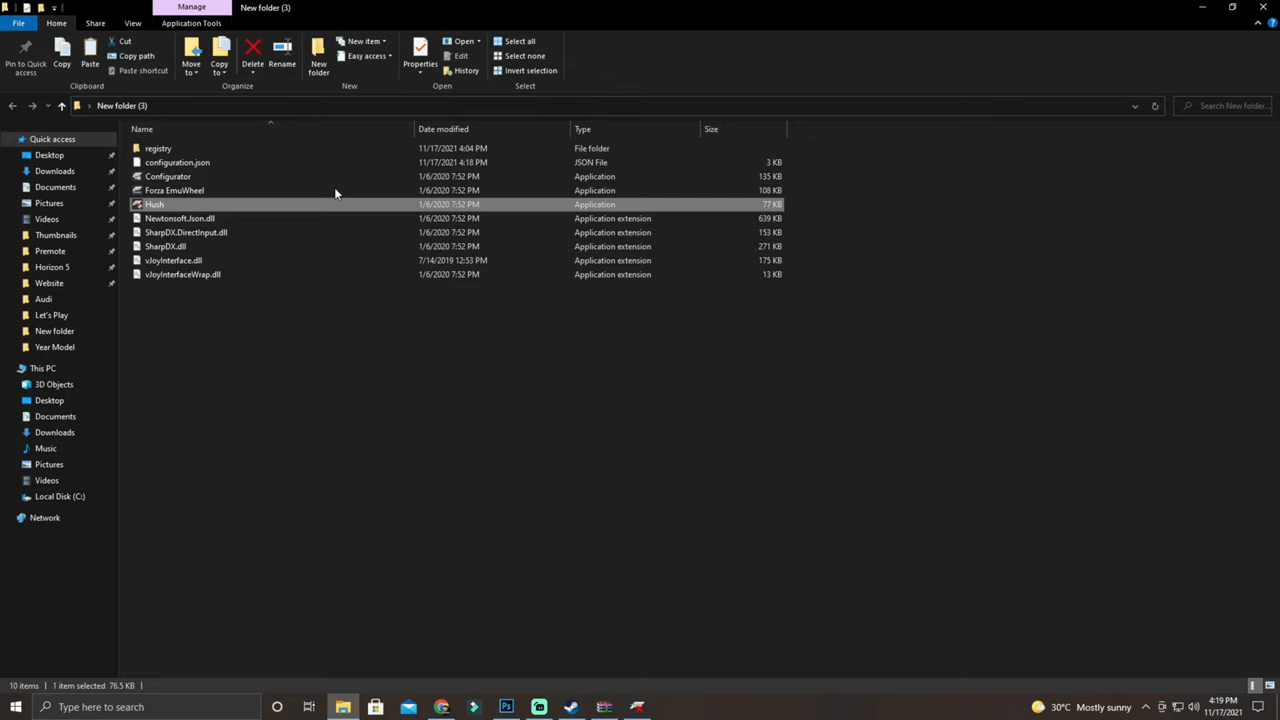 Manage
New folder (3)
File
Home
Share
View
Application Tools
Pin to Quick access
Copy
Paste
Cut
Copy path
Paste shortcut
Clipboard
Move to
Copy to
Delete
Rename
Organize
New folder
New item
Easy access
New
Properties
Open
Edit
History
Open
Select all
Select none
Invert selection
Select
New folder (3)
Search New folder...
Name Date modified Type Size
registry 11/17/2021 4:04 PM File folder
configuration.json 11/17/2021 4:18 PM JSON File 3 KB
Configurator 1/6/2020 7:52 PM Application 135 KB
Forza EmuWheel 1/6/2020 7:52 PM Application 108 KB
Hush 1/6/2020 7:52 PM Application 77 KB
Newtonsoft.Json.dll 1/6/2020 7:52 PM Application extension 639 KB
SharpDX.DirectInput.dll 1/6/2020 7:52 PM Application extension 153 KB
SharpDX.dll 1/6/2020 7:52 PM Application extension 271 KB
vJoyInterface.dll 7/14/2019 12:53 PM Application extension 175 KB
vJoyInterfaceWrap.dll 1/6/2020 7:52 PM Application extension 13 KB
Quick access
Desktop
Downloads
Documents
Pictures
Videos
Thumbnails
Premote
Horizon 5
Website
Audi
Let's Play
New folder
Year Model
This PC
3D Objects
Desktop
Documents
Downloads
Music
Pictures
Videos
Local Disk (C:)
Network
10 items 1 item selected 76.5 KB
Type here to search
Ps
30°C Mostly sunny
4:19 PM
11/17/2021